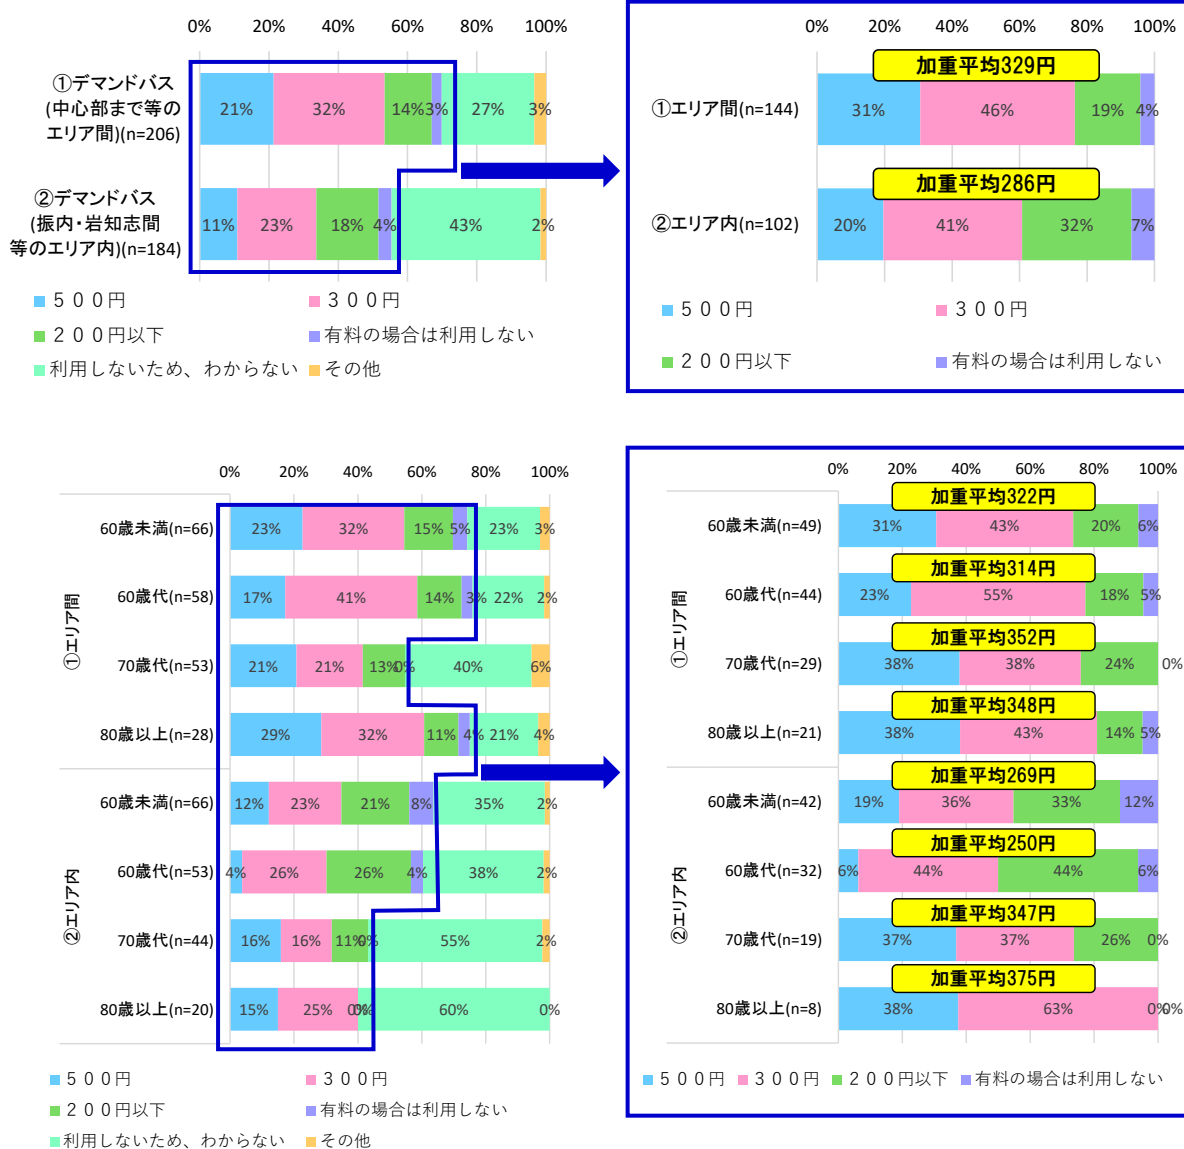 0% 20% 40% 60% 80% 100%
①デマンドバス
(中心部まで等の
エリア間)(n=206)
21% 32% 14% 3% 27% 3%
②デマンドバス
(振内・岩知志間
等のエリア内)(n=184)
11% 23% 18% 4% 43% 2%
５００円 ３００円
２００円以下 有料の場合は利用しない
利用しないため、わからない その他
0% 20% 40% 60% 80% 100%
加重平均329円
①エリア間(n=144) 31% 46% 19% 4%
加重平均286円
②エリア内(n=102) 20% 41% 32% 7%
５００円 ３００円
２００円以下 有料の場合は利用しない
0% 20% 40% 60% 80% 100%
①エリア間
60歳未満(n=66) 23% 32% 15% 5% 23% 3%
60歳代(n=58) 17% 41% 14% 3% 22% 2%
70歳代(n=53) 21% 21% 13% 0% 40% 6%
80歳以上(n=28) 29% 32% 11% 4% 21% 4%
②エリア内
60歳未満(n=66) 12% 23% 21% 8% 35% 2%
60歳代(n=53) 4% 26% 26% 4% 38% 2%
70歳代(n=44) 16% 16% 11% 0% 55% 2%
80歳以上(n=20) 15% 25% 0% 0% 60% 0%
５００円 ３００円
２００円以下 有料の場合は利用しない
利用しないため、わからない その他
0% 20% 40% 60% 80% 100%
①エリア間
加重平均322円
60歳未満(n=49) 31% 43% 20% 6%
加重平均314円
60歳代(n=44) 23% 55% 18% 5%
加重平均352円
70歳代(n=29) 38% 38% 24% 0%
加重平均348円
80歳以上(n=21) 38% 43% 14% 5%
②エリア内
加重平均269円
60歳未満(n=42) 19% 36% 33% 12%
加重平均250円
60歳代(n=32) 6% 44% 44% 6%
加重平均347円
70歳代(n=19) 37% 37% 26% 0%
加重平均375円
80歳以上(n=8) 38% 63% 0% 0%
５００円 ３００円 ２００円以下 有料の場合は利用しない